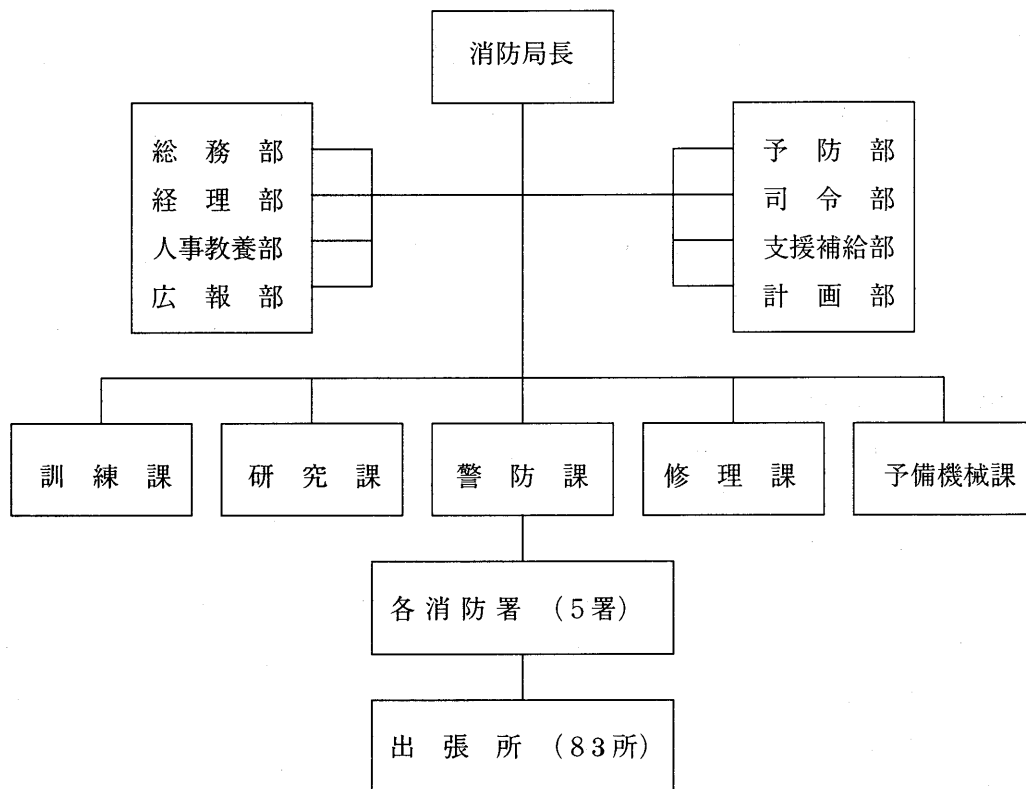 消防局長
総務部
経理部
人事教養部
広報部
予防部
司令部
支援補給部
計画部
訓練課
研究課
警防課
修理課
予備機械課
各消防署 (5署)
出張所 (83所)